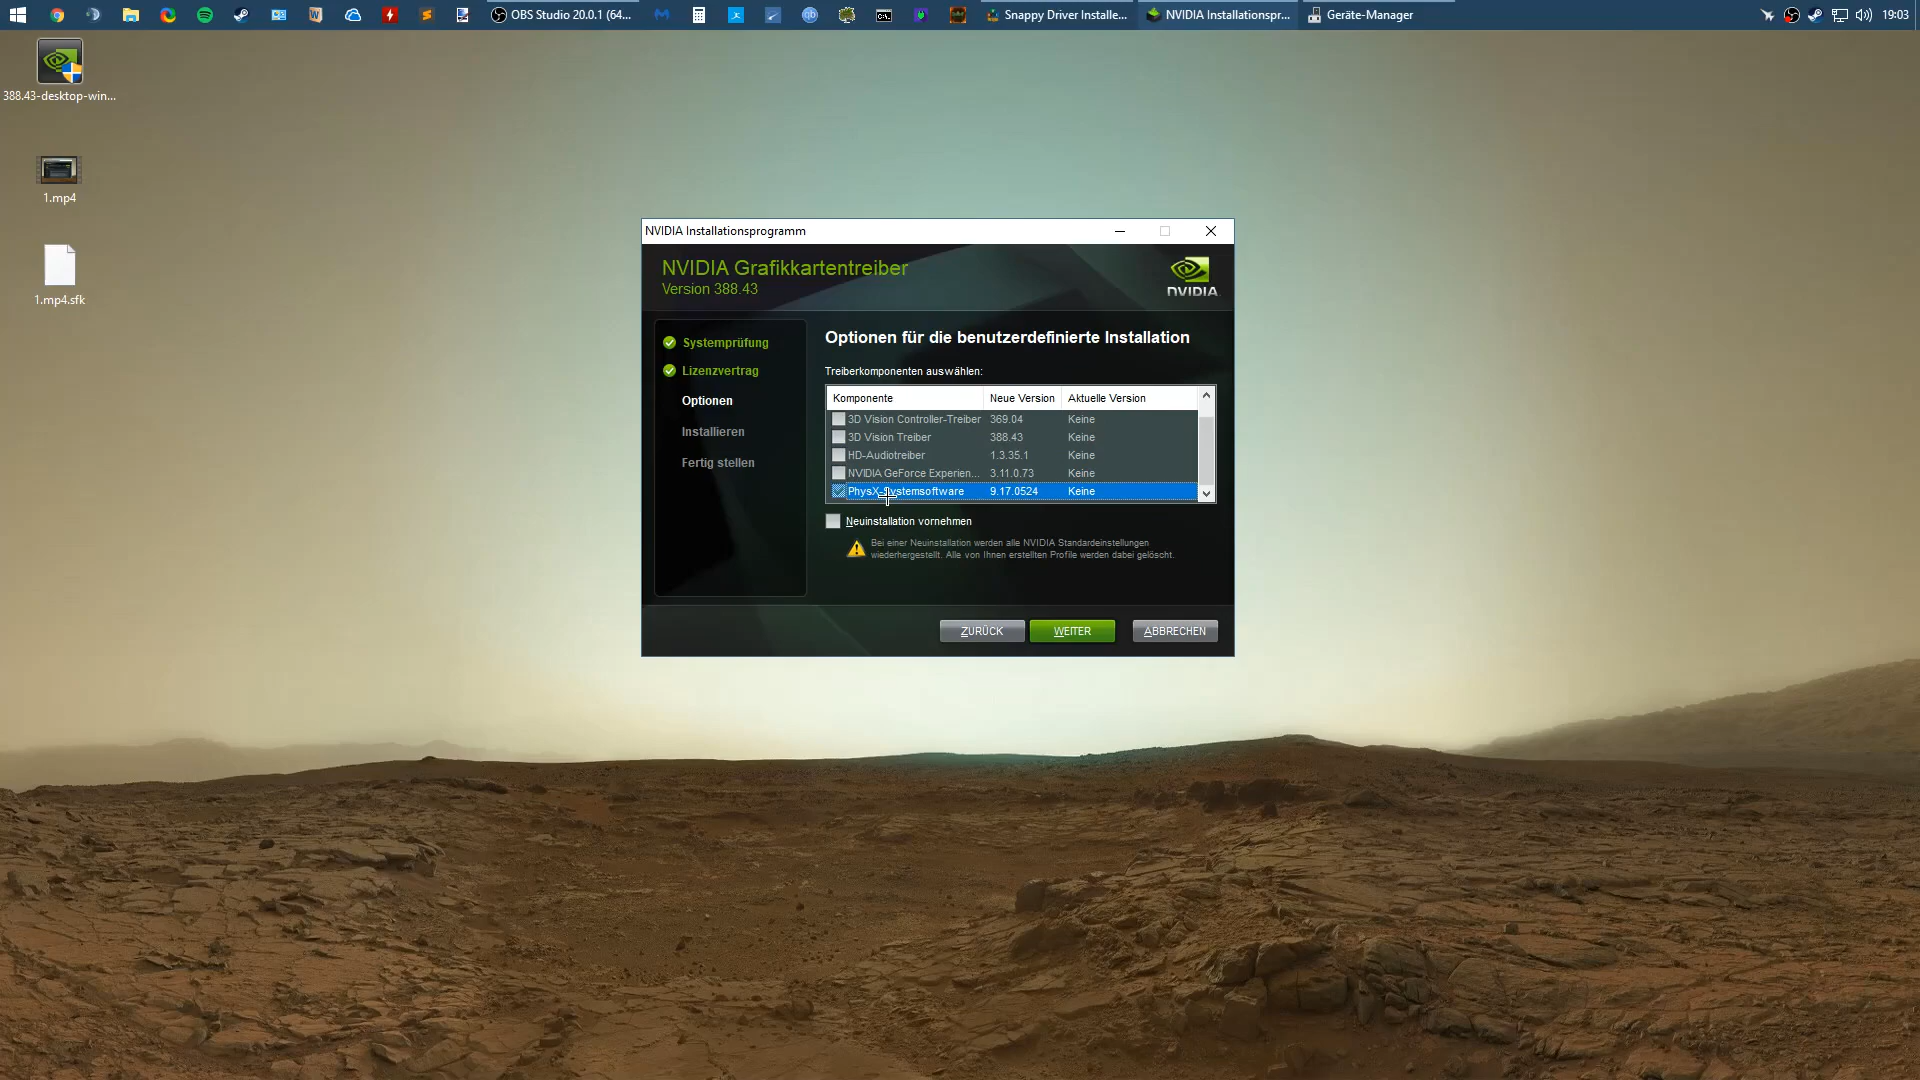 OBS Studio 20.0.1 (64...
Snappy Driver Installe...
NVIDIA Installationspr...
Geräte-Manager
19:03
388.43-desktop-win...
1.mp4
1.mp4.sfk
NVIDIA Installationsprogramm
NVIDIA Grafikkartentreiber
Version 388.43
NVIDIA
Systemprüfung
Lizenzvertrag
Optionen
Installieren
Fertig stellen
Optionen für die benutzerdefinierte Installation
Treiberkomponenten auswählen:
Komponente Neue Version Aktuelle Version
3D Vision Controller-Treiber 369.04 Keine
3D Vision Treiber 388.43 Keine
HD-Audiotreiber 1.3.35.1 Keine
NVIDIA GeForce Experien... 3.11.0.73 Keine
PhysX-Systemsoftware 9.17.0524 Keine
Neuinstallation vornehmen
Bei einer Neuinstallation werden alle NVIDIA Standardeinstellungen
wiederhergestellt. Alle von Ihnen erstellten Profile werden dabei gelöscht.
ZURÜCK WEITER ABBRECHEN